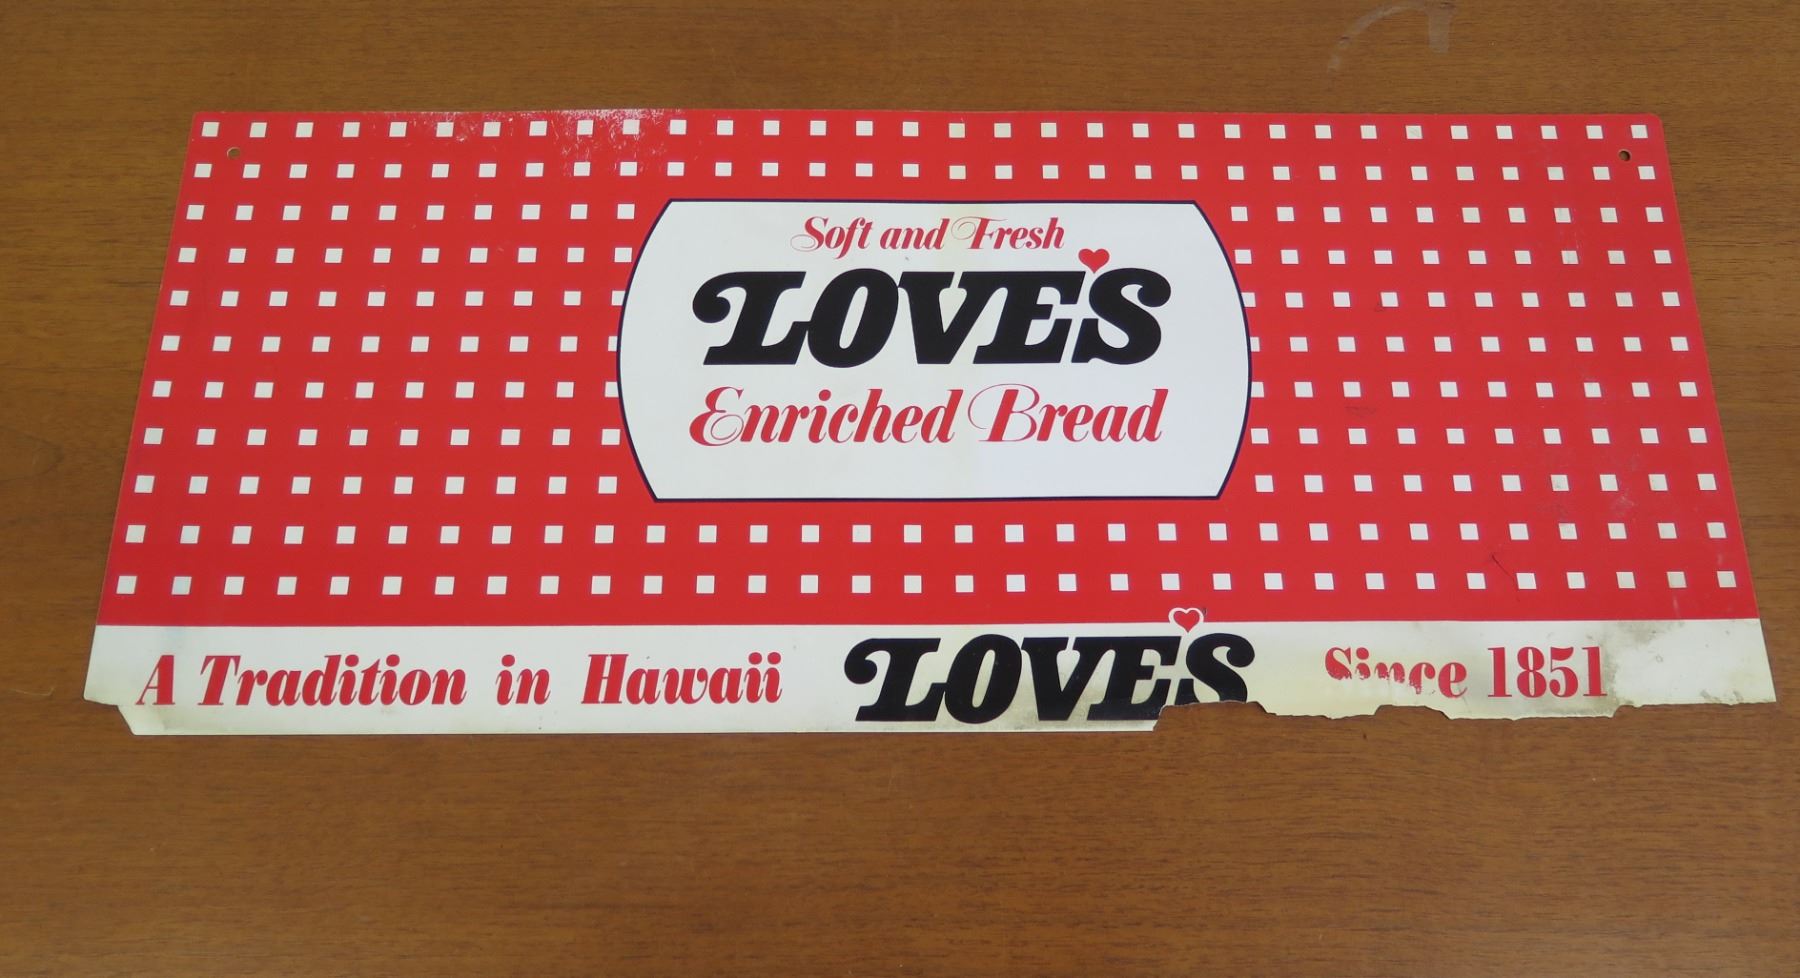 Soft and Fresh
LOVE'S
Enriched Bread
A Tradition in Hawaii LOVE'S Since 1851